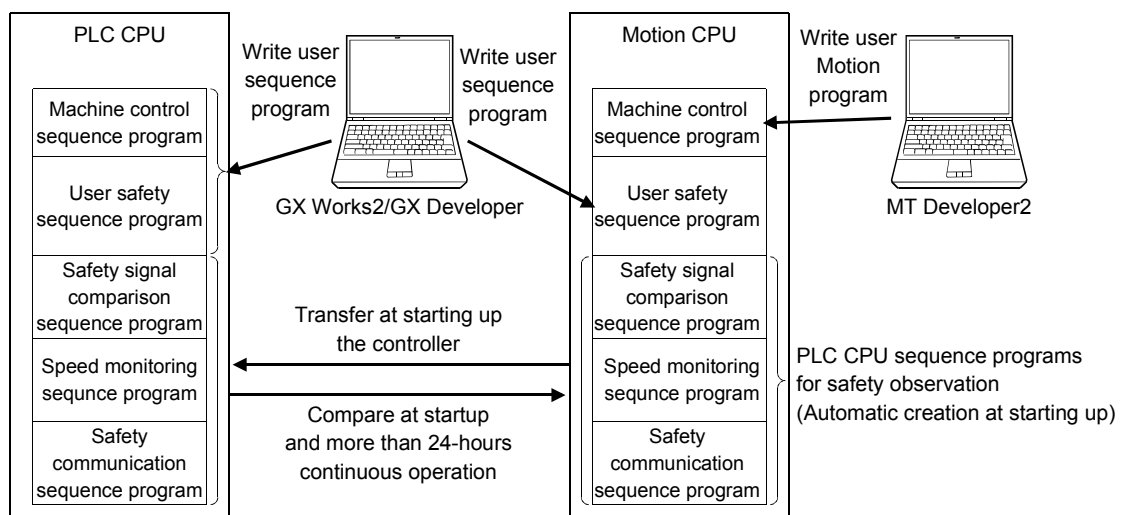 PLC CPU
Machine control
sequence program
User safety
sequence program
Safety signal
comparison
sequence program
Speed monitoring
sequnce program
Safety
communication
sequence program
Write user
sequence
program
Write user
sequence
program
GX Works2/GX Developer
Transfer at starting up
the controller
Compare at startup
and more than 24-hours
continuous operation
Motion CPU
Machine control
sequence program
User safety
sequence program
Safety signal
comparison
sequence program
Speed monitoring
sequnce program
Safety
communication
sequence program
Write user
Motion
program
MT Developer2
PLC CPU sequence programs
for safety observation
(Automatic creation at starting up)